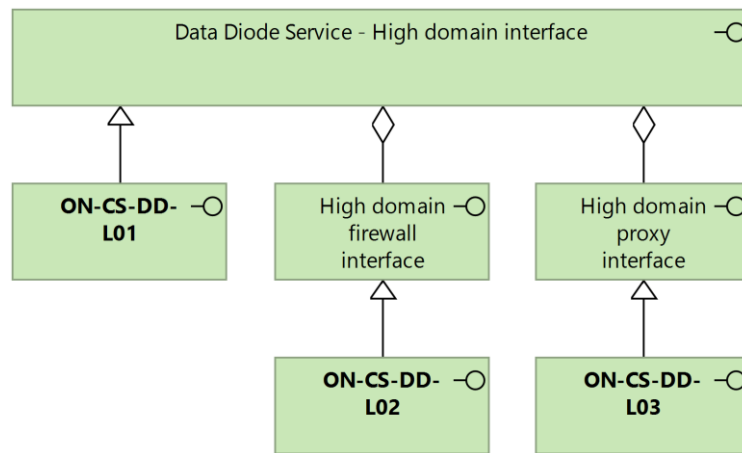 Data Diode Service - High domain interface
ON-CS-DD-
L01
High domain
firewall
interface
High domain
proxy
interface
ON-CS-DD-
L02
ON-CS-DD-
L03